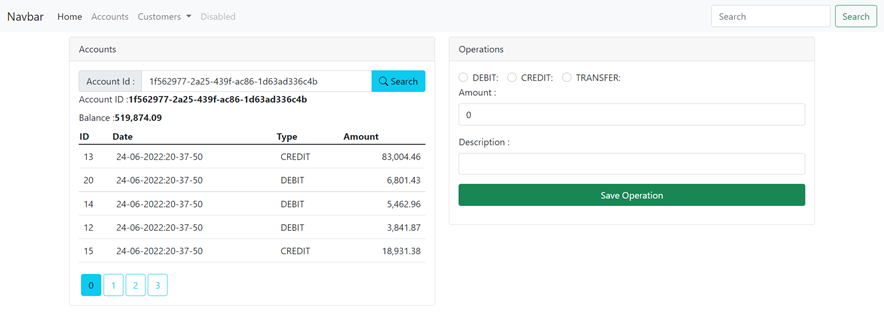 Navbar Home Accounts Customers Disabled Search Search
Accounts
Account Id : 1f562977-2a25-439f-ac86-1d63ad336c4b Search
Account ID :1f562977-2a25-439f-ac86-1d63ad336c4b
Balance :519,874.09
ID Date Type Amount
13 24-06-2022:20-37-50 CREDIT 83,004.46
20 24-06-2022:20-37-50 DEBIT 6,801.43
14 24-06-2022:20-37-50 DEBIT 5,462.96
12 24-06-2022:20-37-50 DEBIT 3,841.87
15 24-06-2022:20-37-50 CREDIT 18,931.38
0 1 2 3
Operations
DEBIT: CREDIT: TRANSFER:
Amount :
0
Description :
Save Operation